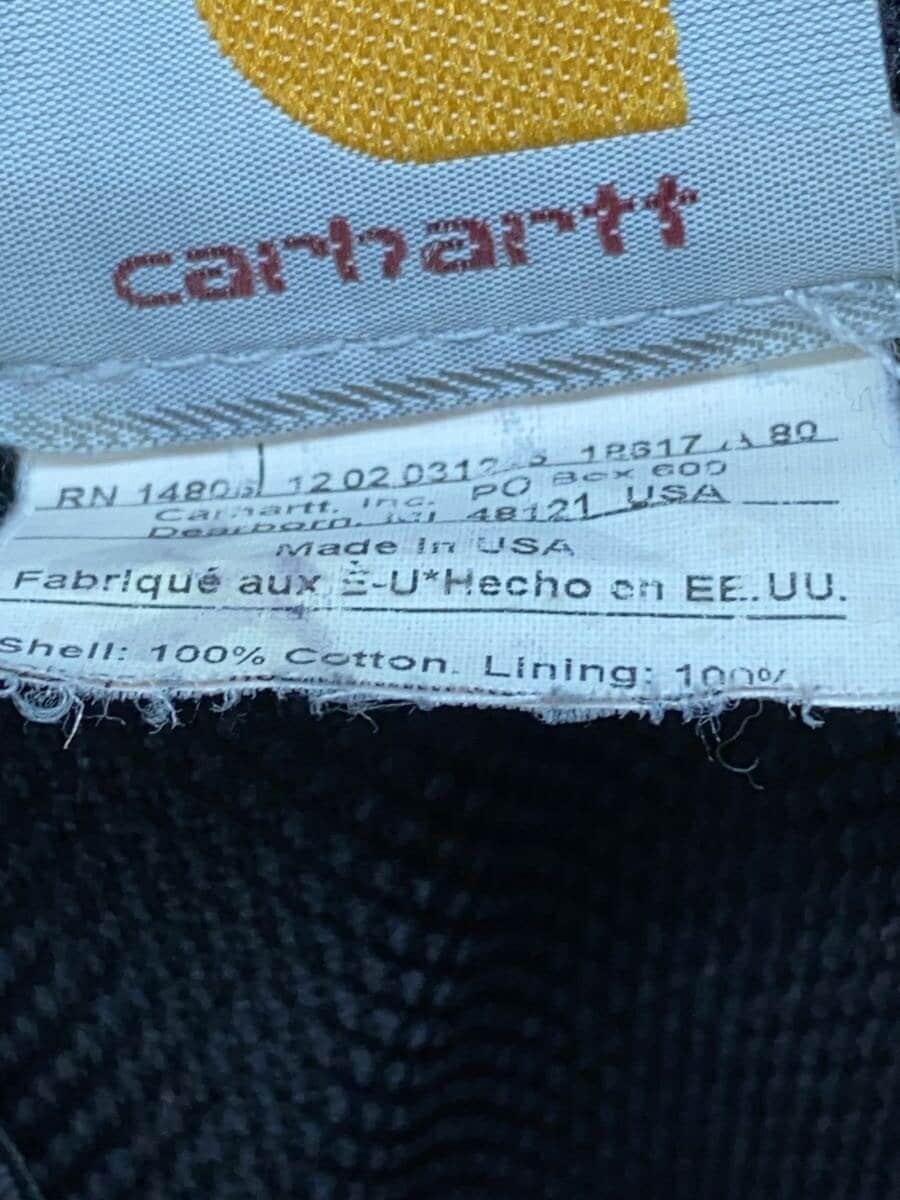 carhartt
RN 14806 12 02 0312 18617 80
Carhartt, Inc. PO Box 600
Dearborn, MI 48121 USA
Made in USA
Fabriqué aux É-U*Hecho en EE.UU.
Shell: 100% Cotton. Lining: 100%